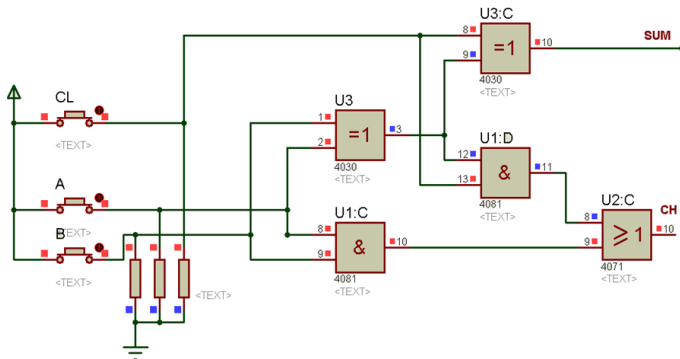 U3:C
8
=1
10
SUM
9
4030
<TEXT>
CL
<TEXT>
U3
1
=1
3
2
4030
<TEXT>
U1:D
12
&
11
13
4081
<TEXT>
A
<TEXT>
B
<TEXT>
U1:C
8
&
10
9
4081
<TEXT>
U2:C
8
≥1
10
CH
9
4071
<TEXT>
<TEXT>